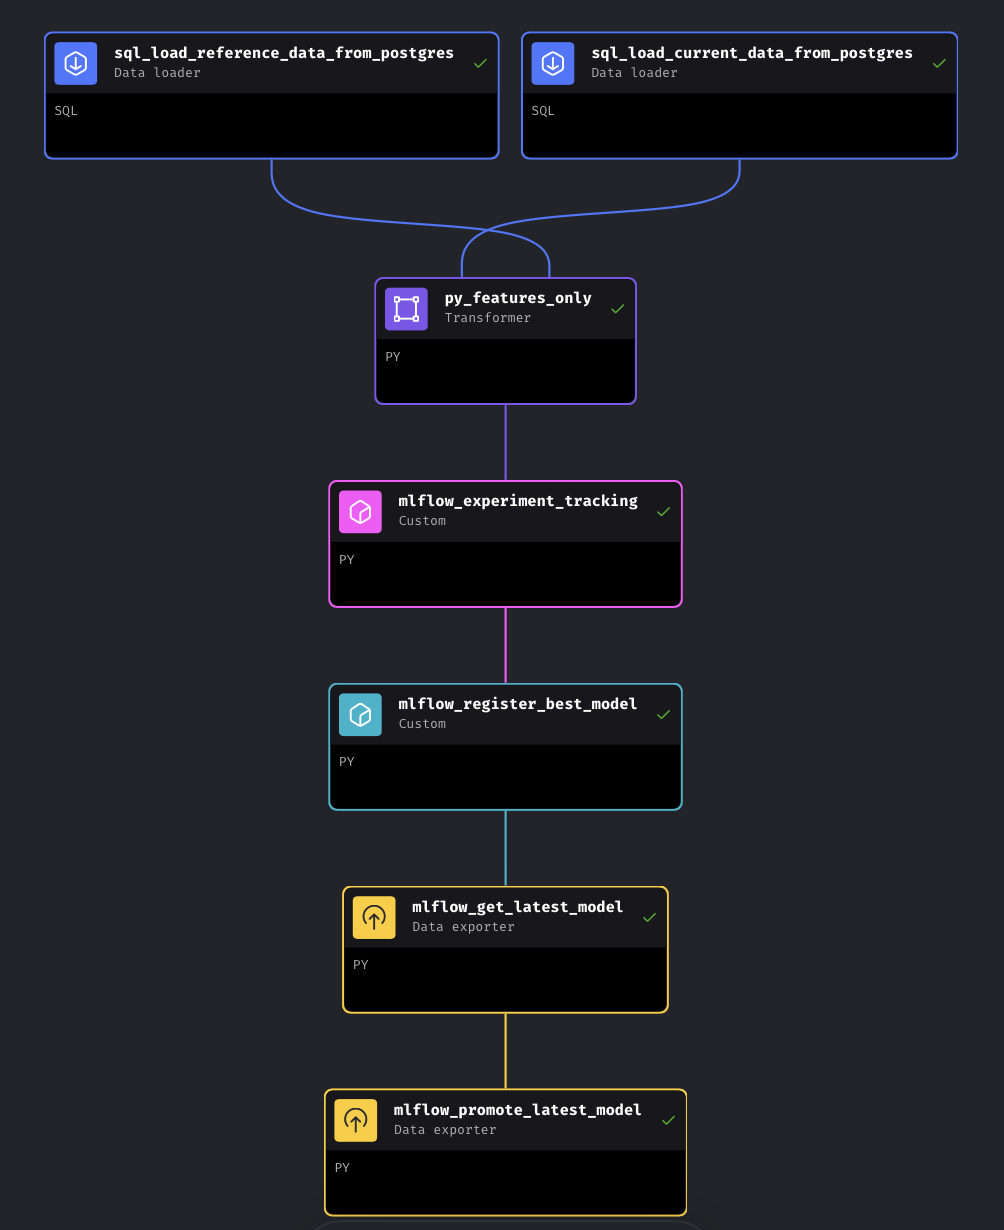 sql_load_reference_data_from_postgres
Data loader
SQL
sql_load_current_data_from_postgres
Data loader
SQL
py_features_only
Transformer
PY
mlflow_experiment_tracking
Custom
PY
mlflow_register_best_model
Custom
PY
mlflow_get_latest_model
Data exporter
PY
mlflow_promote_latest_model
Data exporter
PY